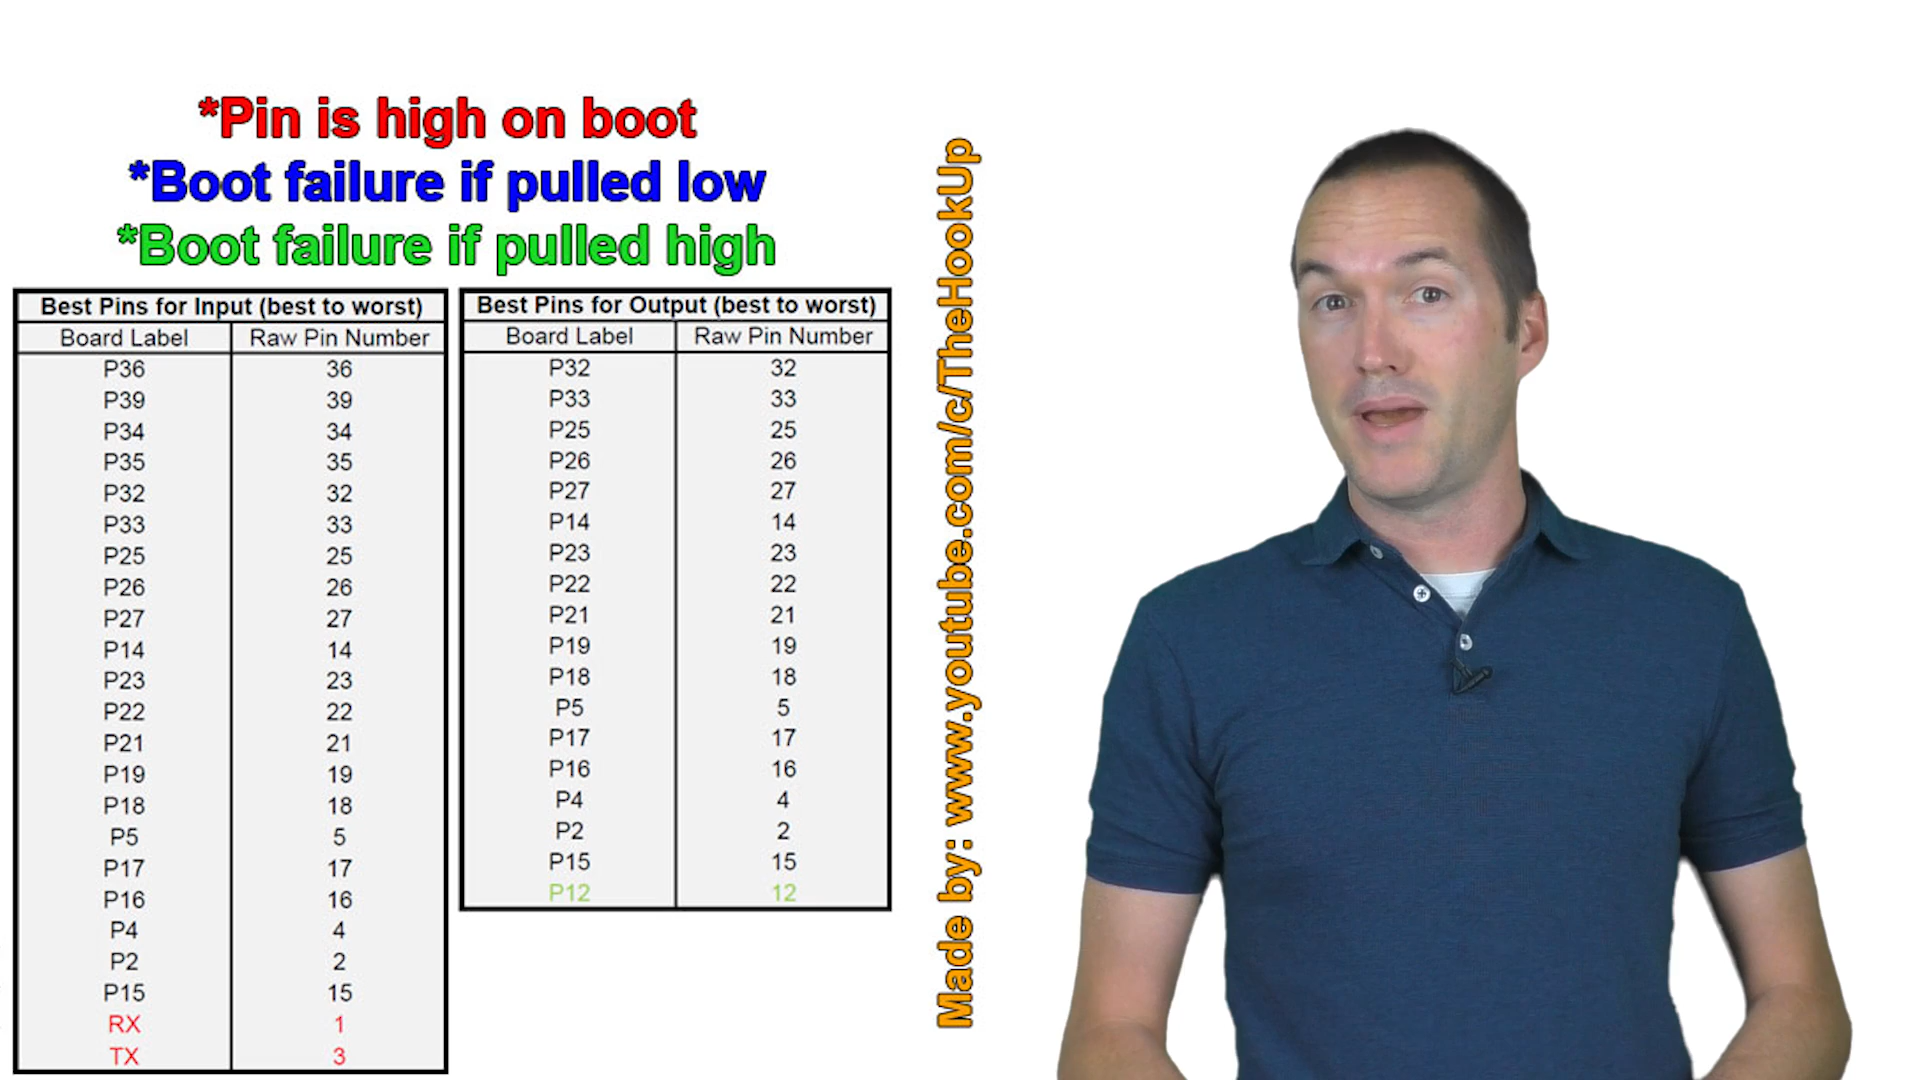 *Pin is high on boot
*Boot failure if pulled low
*Boot failure if pulled high
Best Pins for Input (best to worst)
Board Label Raw Pin Number
P36 36
P39 39
P34 34
P35 35
P32 32
P33 33
P25 25
P26 26
P27 27
P14 14
P23 23
P22 22
P21 21
P19 19
P18 18
P5 5
P17 17
P16 16
P4 4
P2 2
P15 15
RX 1
TX 3
Best Pins for Output (best to worst)
Board Label Raw Pin Number
P32 32
P33 33
P25 25
P26 26
P27 27
P14 14
P23 23
P22 22
P21 21
P19 19
P18 18
P5 5
P17 17
P16 16
P4 4
P2 2
P15 15
P12 12
Made by: www.youtube.com/c/TheHookUp